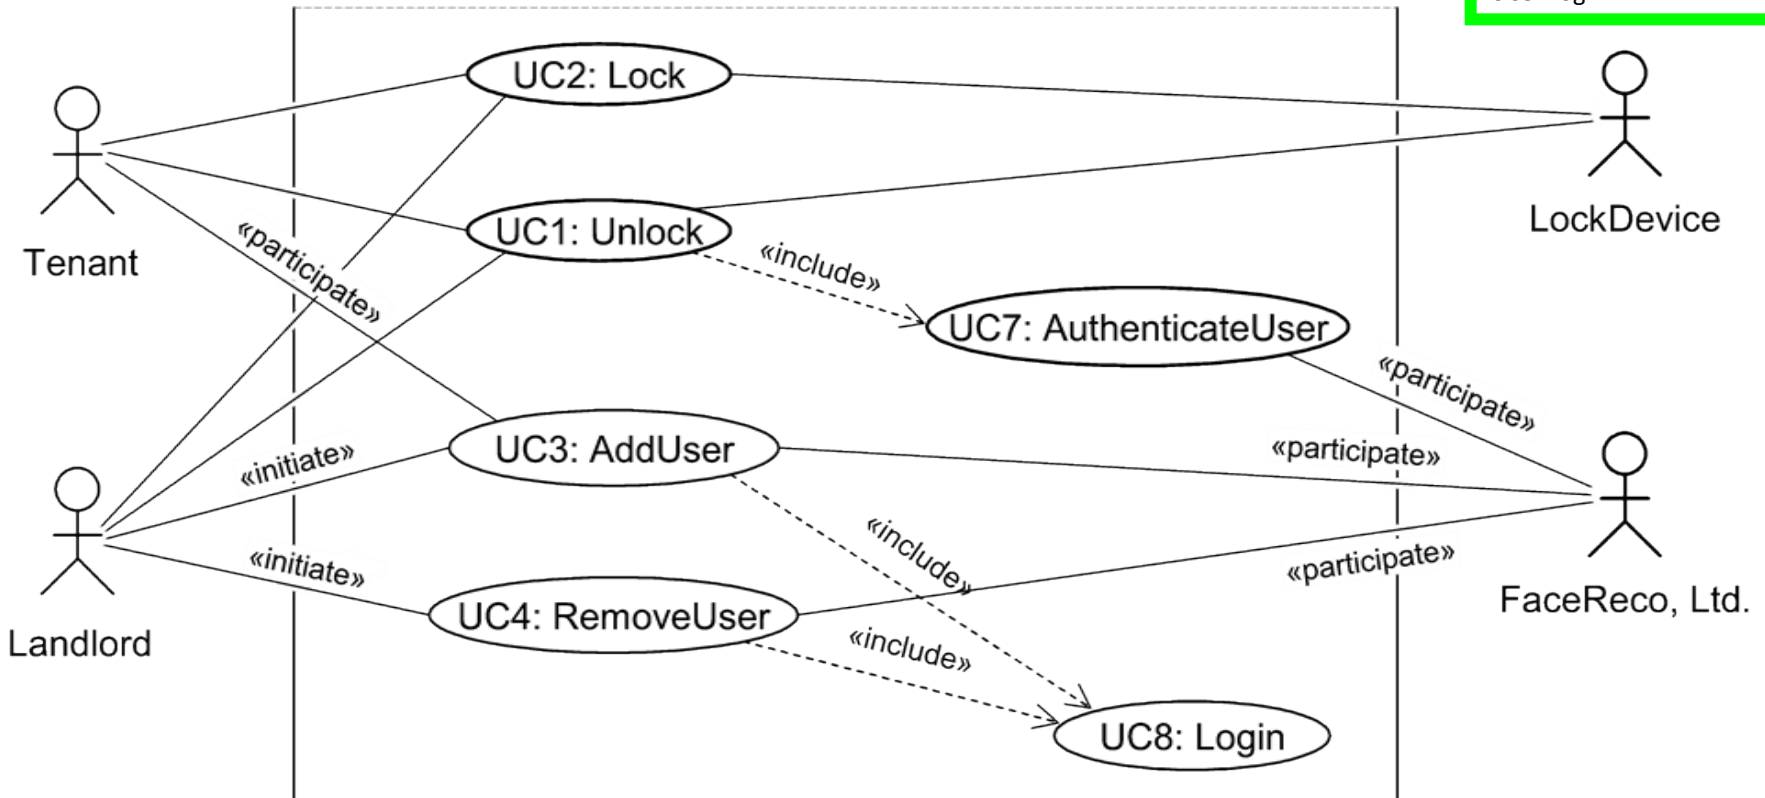 UC2: Lock
LockDevice
Tenant
«participate»
UC1: Unlock
«include»
UC7: AuthenticateUser
«participate»
«initiate»
UC3: AddUser
«participate»
«include»
«initiate»
UC4: RemoveUser
«participate»
FaceReco, Ltd.
Landlord
«include»
UC8: Login